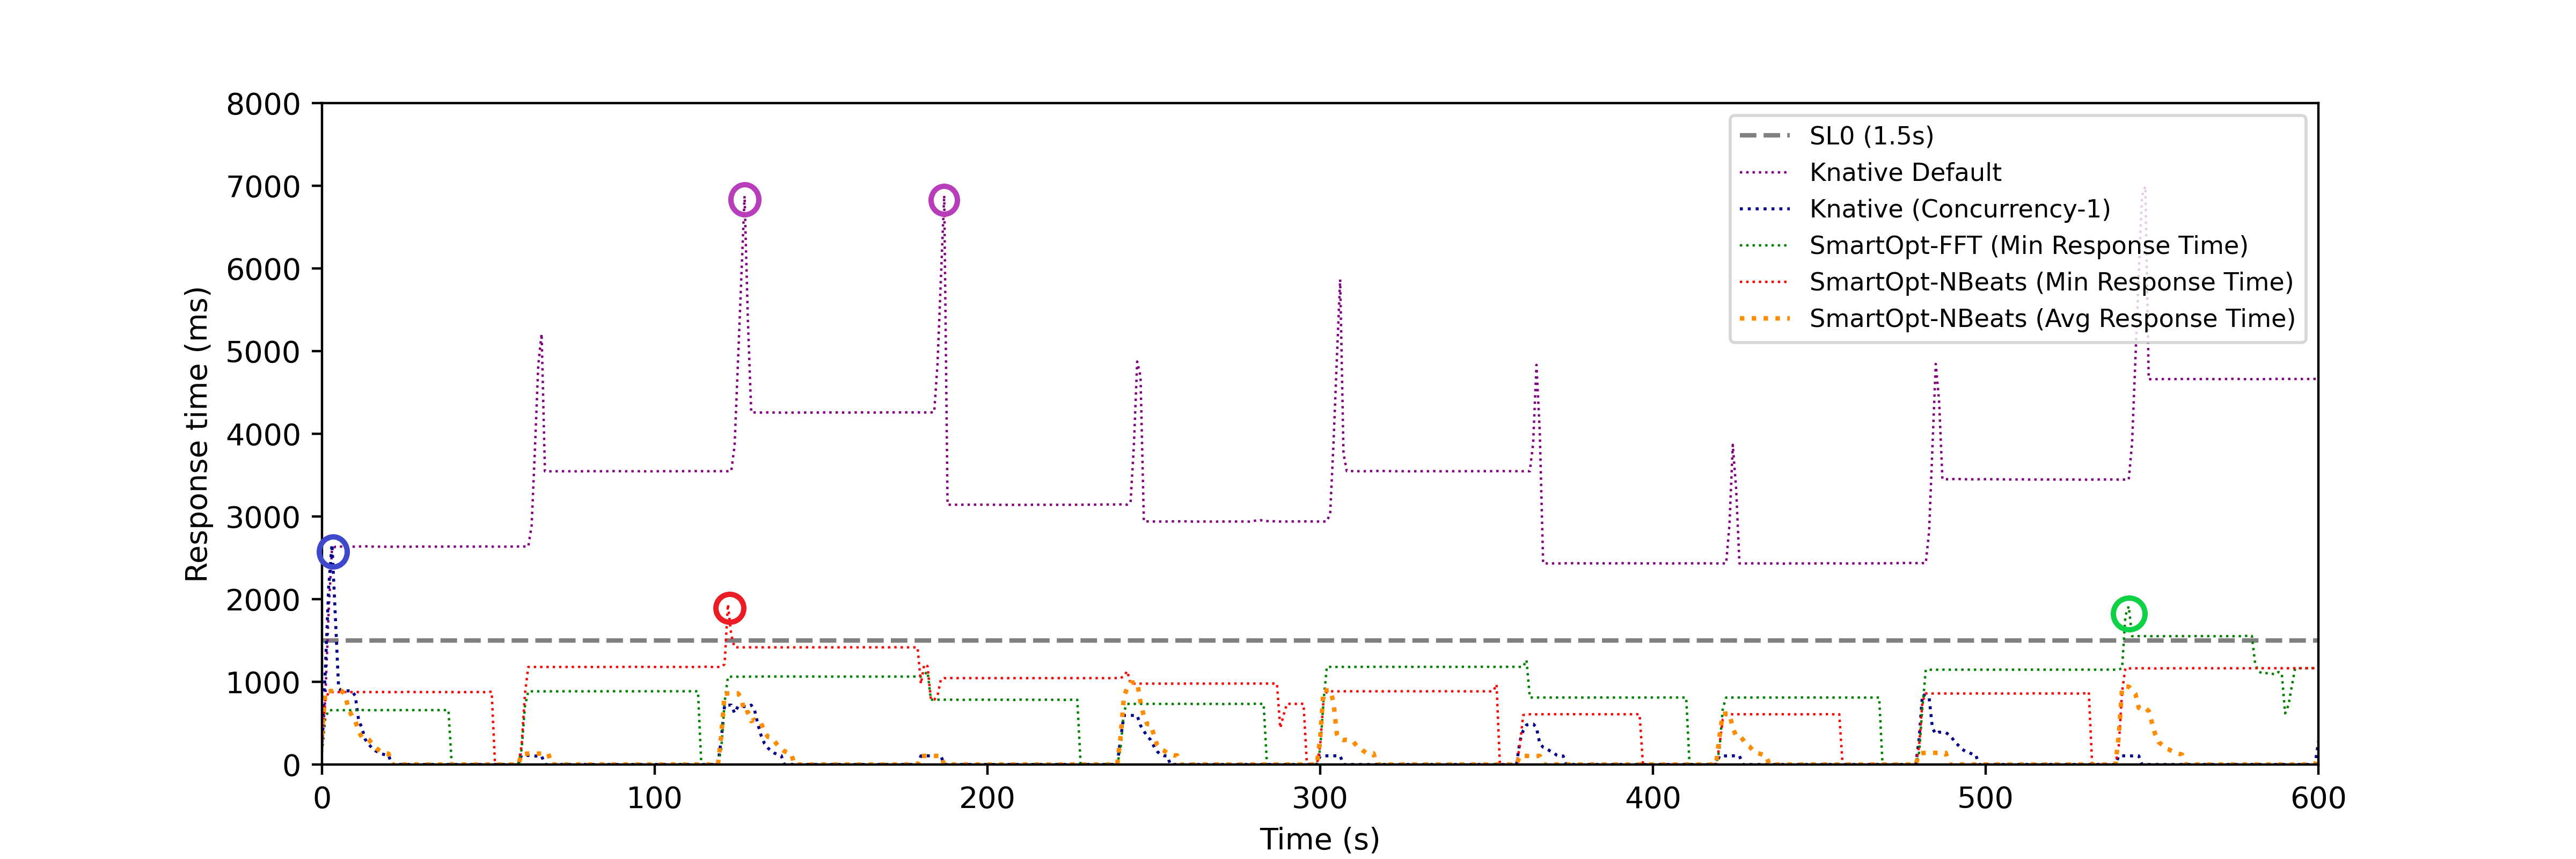 8000
7000
6000
5000
4000
3000
2000
1000
0
Response time (ms)
SL0 (1.5s)
Knative Default
Knative (Concurrency-1)
SmartOpt-FFT (Min Response Time)
SmartOpt-NBeats (Min Response Time)
SmartOpt-NBeats (Avg Response Time)
0 100 200 300 400 500 600
Time (s)